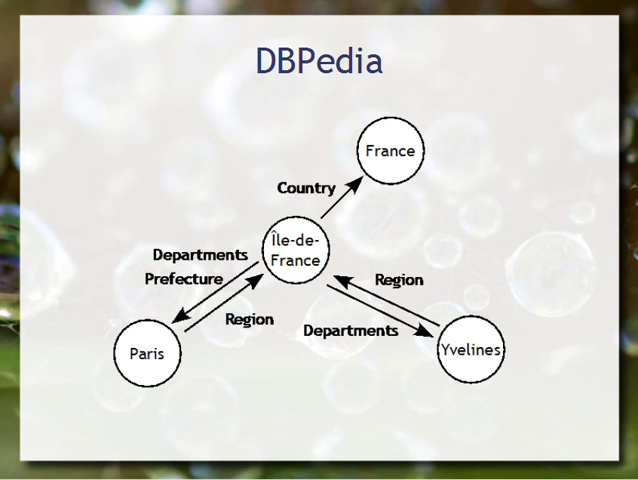 DBPedia
France
Country
Île-de-
France
Departments
Prefecture
Region
Region
Departments
Paris
Yvelines